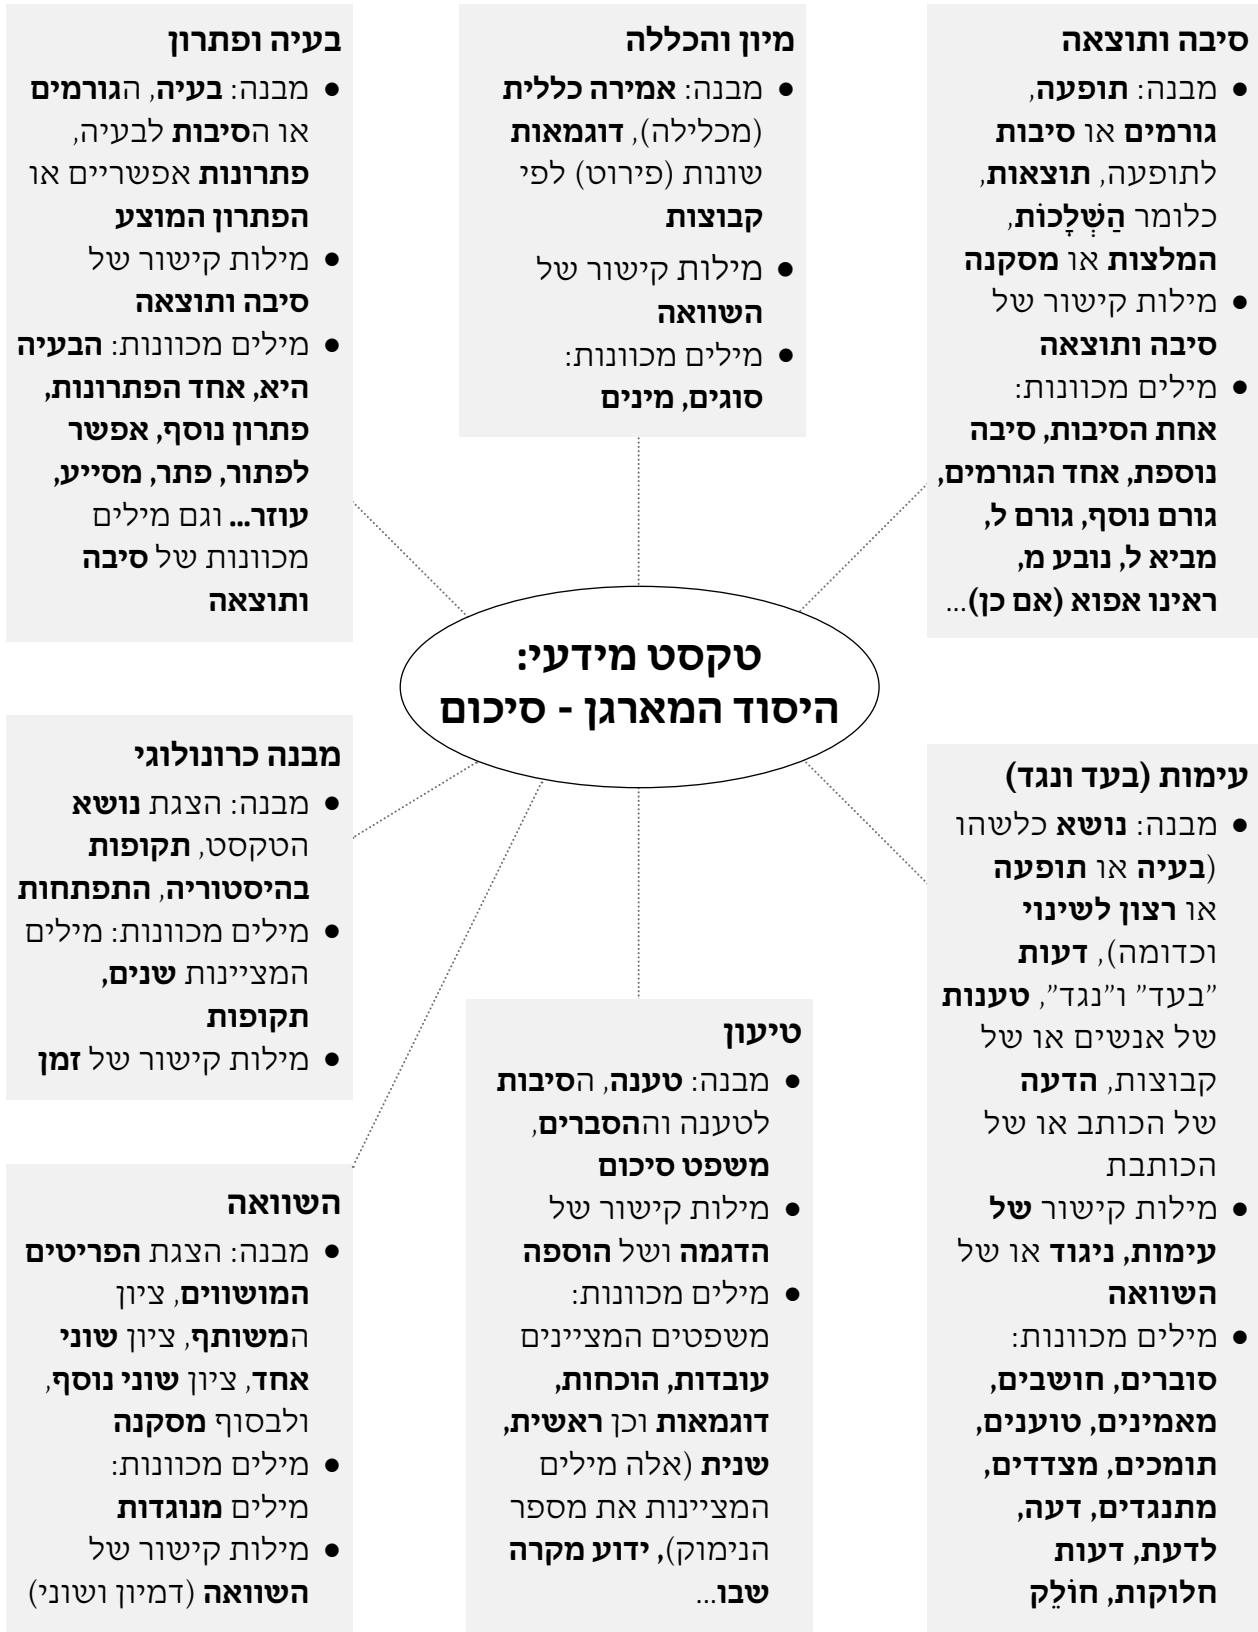 סיבה ותוצאה
● מבנה: תופעה,
גורמים או סיבות
לתופעה, תוצאות,
כלומר הַשְׁלָכוֹת,
המלצות או מסקנה
● מילות קישור של
סיבה ותוצאה
● מילים מכוונות:
אחת הסיבות, סיבה
נוספת, אחד הגורמים,
גורם נוסף, גורם ל,
מביא ל, נובע מ,
ראינו אפוא (אם כן)...
מיון והכללה
● מבנה: אמירה כללית
(מכלילה), דוגמאות
שונות (פירוט) לפי
קבוצות
● מילות קישור של
השוואה
● מילים מכוונות:
סוגים, מינים
בעיה ופתרון
● מבנה: בעיה, הגורמים
או הסיבות לבעיה,
פתרונות אפשריים או
הפתרון המוצע
● מילות קישור של
סיבה ותוצאה
● מילים מכוונות: הבעיה
היא, אחד הפתרונות,
פתרון נוסף, אפשר
לפתור, פתר, מסייע,
עוזר... וגם מילים
מכוונות של סיבה
ותוצאה
טקסט מידעי:
היסוד המארגן - סיכום
עימות (בעד ונגד)
● מבנה: נושא כלשהו
(בעיה או תופעה
או רצון לשינוי
וכדומה), דעות
"בעד" ו"נגד", טענות
של אנשים או של
קבוצות, הדעה
של הכותב או של
הכותבת
● מילות קישור של
עימות, ניגוד או של
השוואה
● מילים מכוונות:
סוברים, חושבים,
מאמינים, טוענים,
תומכים, מצדדים,
מתנגדים, דעה,
לדעת, דעות
חלוקות, חוֹלֵק
טיעון
● מבנה: טענה, הסיבות
לטענה וההסברים,
משפט סיכום
● מילות קישור של
הדגמה ושל הוספה
● מילים מכוונות:
משפטים המציינים
עובדות, הוכחות,
דוגמאות וכן ראשית,
שנית (אלה מילים
המציינות את מספר
הנימוק), ידוע מקרה
שבו...
מבנה כרונולוגי
● מבנה: הצגת נושא
הטקסט, תקופות
בהיסטוריה, התפתחות
● מילים מכוונות: מילים
המציינות שנים,
תקופות
● מילות קישור של זמן
השוואה
● מבנה: הצגת הפריטים
המושווים, ציון
המשותף, ציון שוני
אחד, ציון שוני נוסף,
ולבסוף מסקנה
● מילים מכוונות:
מילים מנוגדות
● מילות קישור של
השוואה (דמיון ושוני)